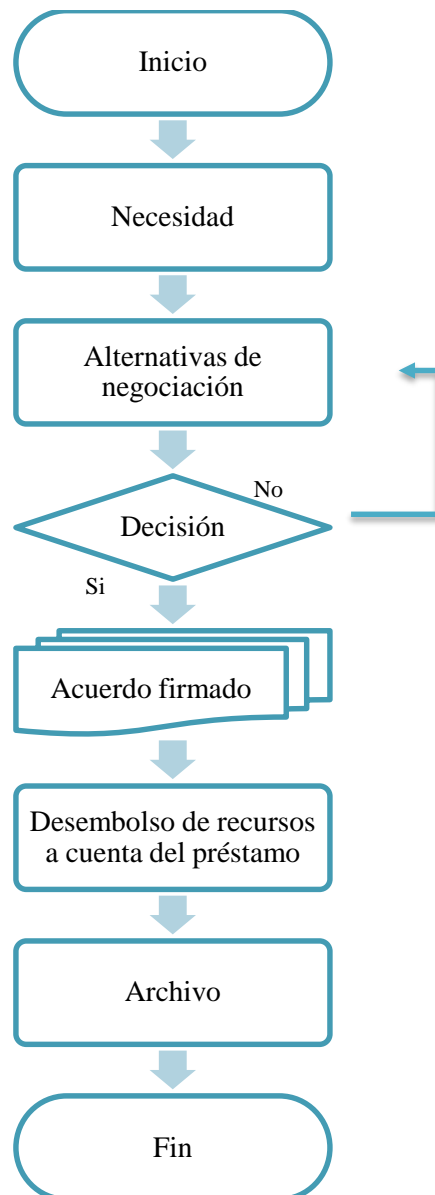 Inicio
Necesidad
Alternativas de
negociación
No
Decisión
Si
Acuerdo firmado
Desembolso de recursos
a cuenta del préstamo
Archivo
Fin